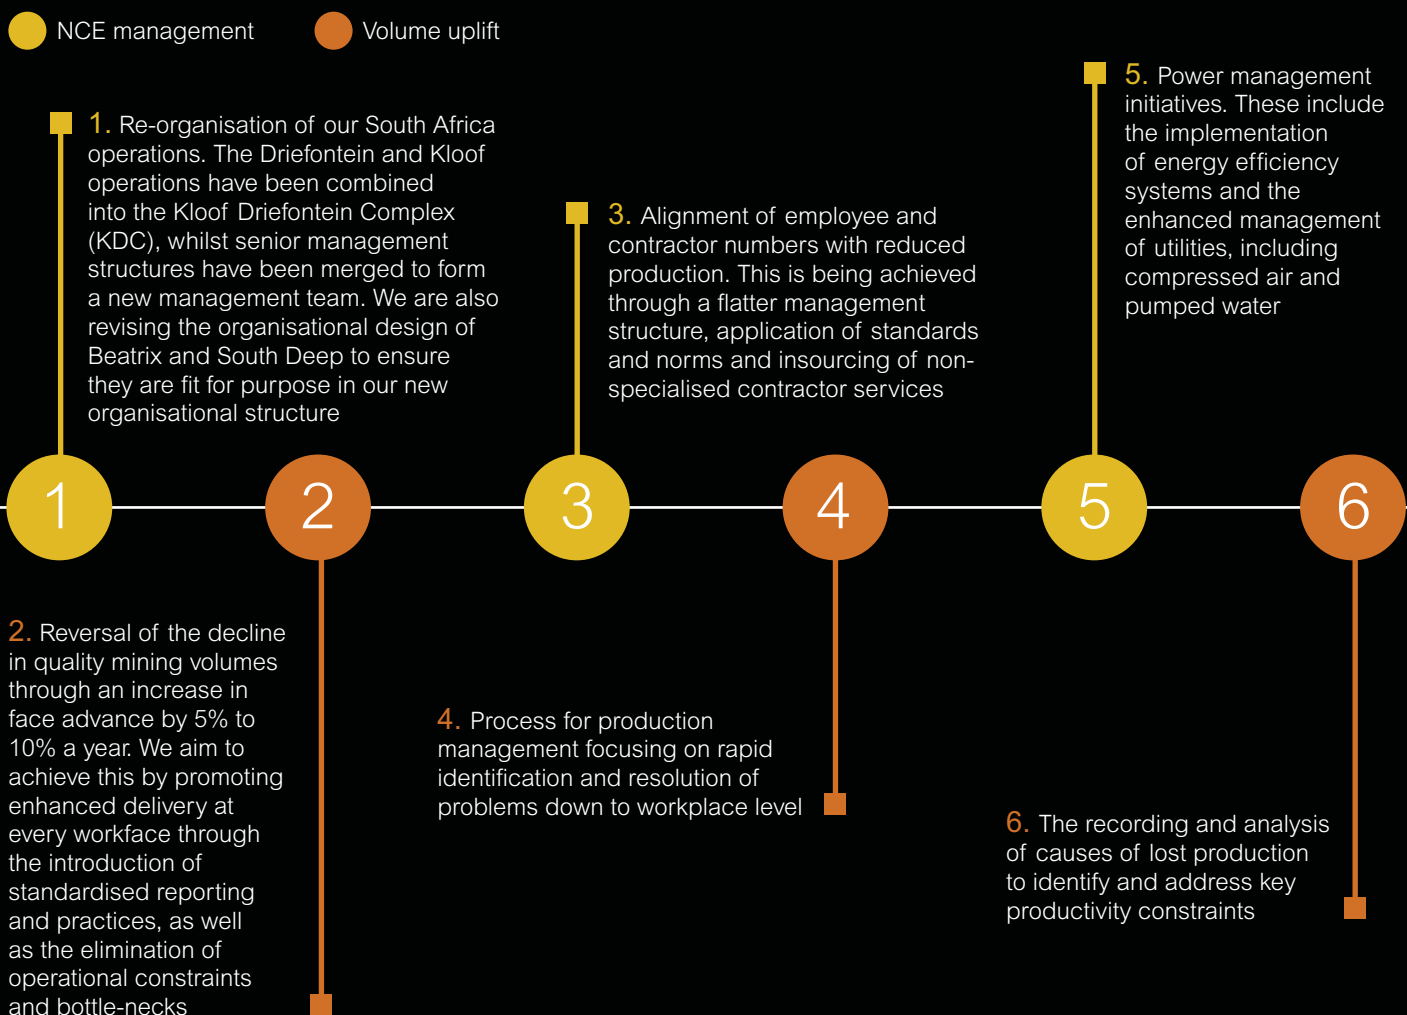 NCE management
Volume uplift
1. Re-organisation of our South Africa
operations. The Driefontein and Kloof
operations have been combined
into the Kloof Driefontein Complex
(KDC), whilst senior management
structures have been merged to form
a new management team. We are also
revising the organisational design of
Beatrix and South Deep to ensure
they are fit for purpose in our new
organisational structure
3. Alignment of employee and
contractor numbers with reduced
production. This is being achieved
through a flatter management
structure, application of standards
and norms and insourcing of non-
specialised contractor services
5. Power management
initiatives. These include
the implementation
of energy efficiency
systems and the
enhanced management
of utilities, including
compressed air and
pumped water
1
2
3
4
5
6
2. Reversal of the decline
in quality mining volumes
through an increase in
face advance by 5% to
10% a year. We aim to
achieve this by promoting
enhanced delivery at
every workface through
the introduction of
standardised reporting
and practices, as well
as the elimination of
operational constraints
and bottle-necks
4. Process for production
management focusing on rapid
identification and resolution of
problems down to workplace level
6. The recording and analysis
of causes of lost production
to identify and address key
productivity constraints